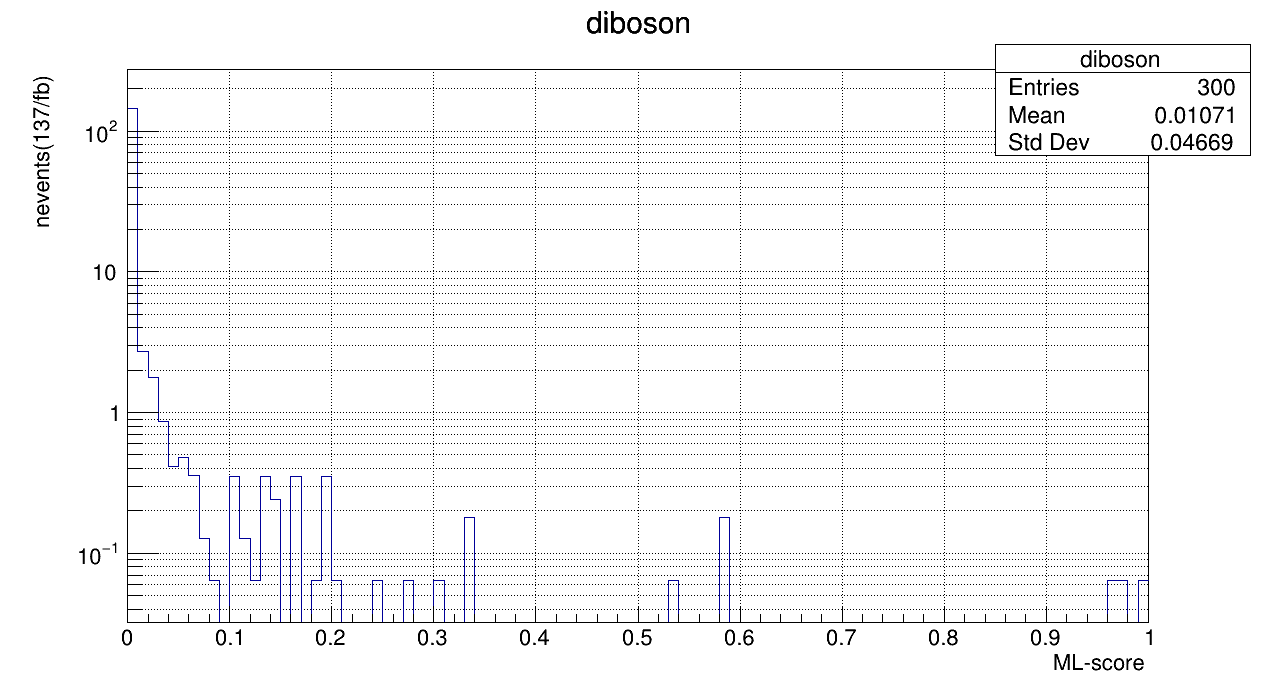 diboson
diboson
Entries 300
Mean 0.01071
Std Dev 0.04669
nevents(137/fb)
10²
10
1
10⁻¹
0 0.1 0.2 0.3 0.4 0.5 0.6 0.7 0.8 0.9 1
ML-score